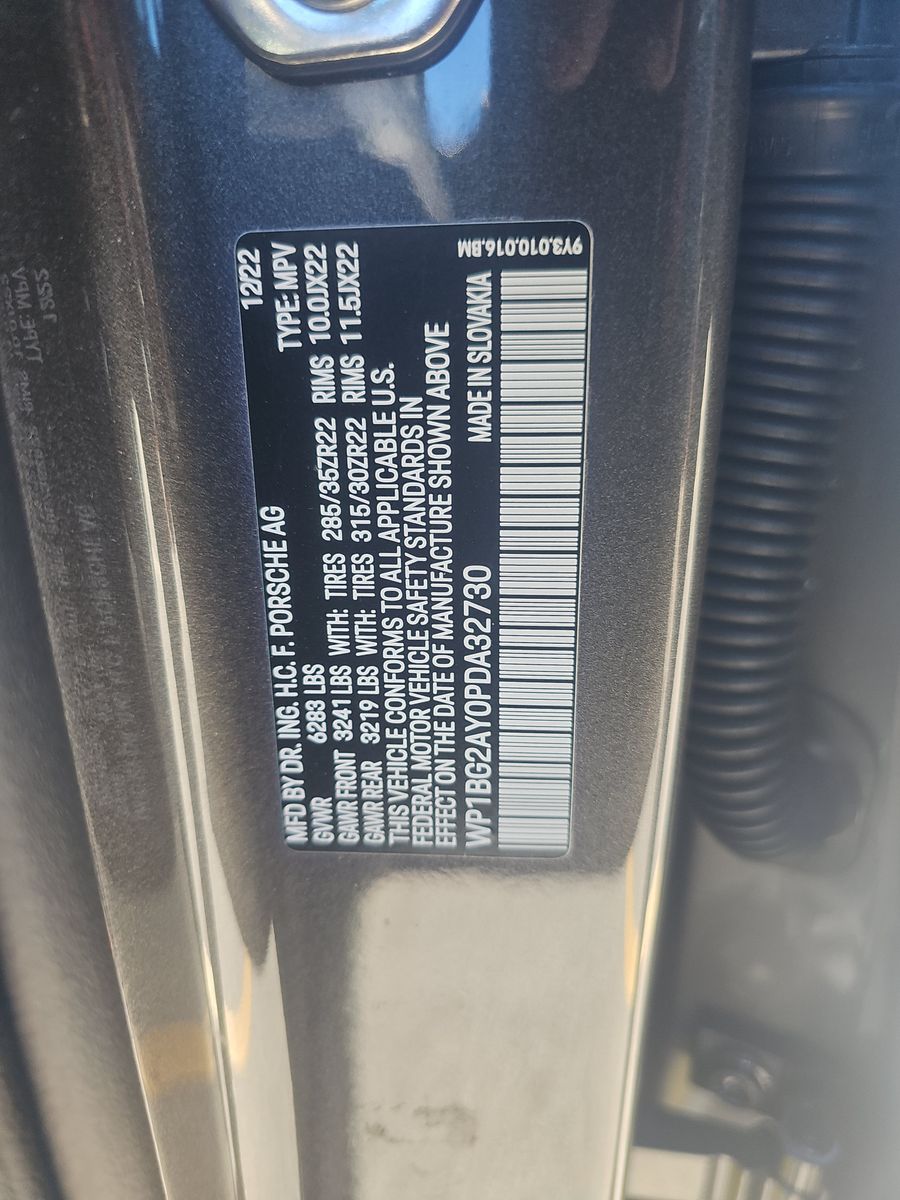 MFD BY DR. ING. H.C. F. PORSCHE AG 12/22
GVWR 6283 LBS TYPE: MPV
GAWR FRONT 3241 LBS WITH: TIRES 285/35ZR22 RIMS 10.0JX22
GAWR REAR 3219 LBS WITH: TIRES 315/30ZR22 RIMS 11.5JX22
THIS VEHICLE CONFORMS TO ALL APPLICABLE U.S.
FEDERAL MOTOR VEHICLE SAFETY STANDARDS IN
EFFECT ON THE DATE OF MANUFACTURE SHOWN ABOVE
WP1BG2AY0PDA32730 MADE IN SLOVAKIA
9Y3.010.016.BM